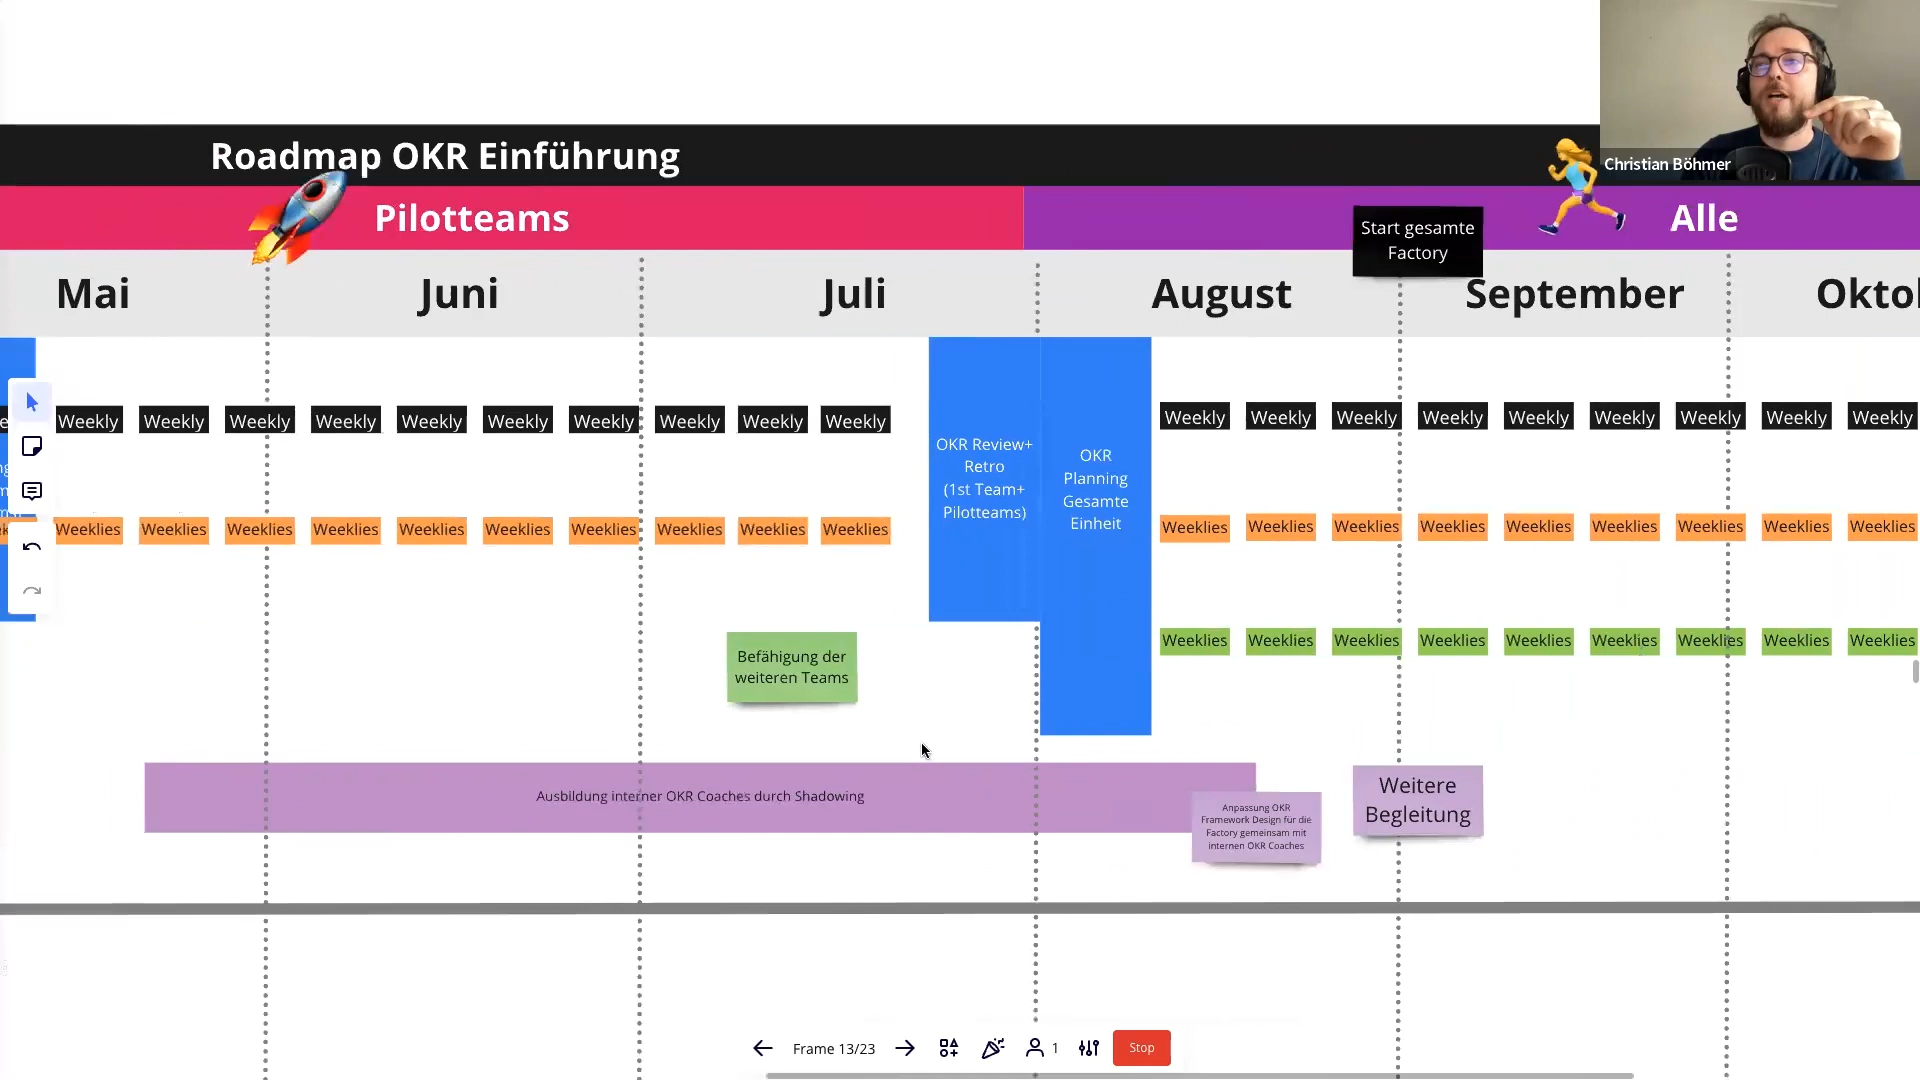 Christian Böhmer
Roadmap OKR Einführung
Pilotteams
Alle
Start gesamte
Factory
Mai
Juni
Juli
August
September
Weekly Weekly Weekly Weekly Weekly Weekly Weekly Weekly Weekly Weekly
Weekly Weekly Weekly Weekly Weekly Weekly Weekly Weekly Weekly
OKR Review+
Retro
(1st Team+
Pilotteams)
OKR
Planning
Gesamte
Einheit
Weeklies Weeklies Weeklies Weeklies Weeklies Weeklies Weeklies Weeklies Weeklies Weeklies
Weeklies Weeklies Weeklies Weeklies Weeklies Weeklies Weeklies Weeklies Weeklies
Weeklies Weeklies Weeklies Weeklies Weeklies Weeklies Weeklies Weeklies Weeklies
Befähigung der
weiteren Teams
Ausbildung interner OKR Coaches durch Shadowing
Anpassung OKR
Framework Design für die
Factory gemeinsam mit
internen OKR Coaches
Weitere
Begleitung
Frame 13/23
1
Stop